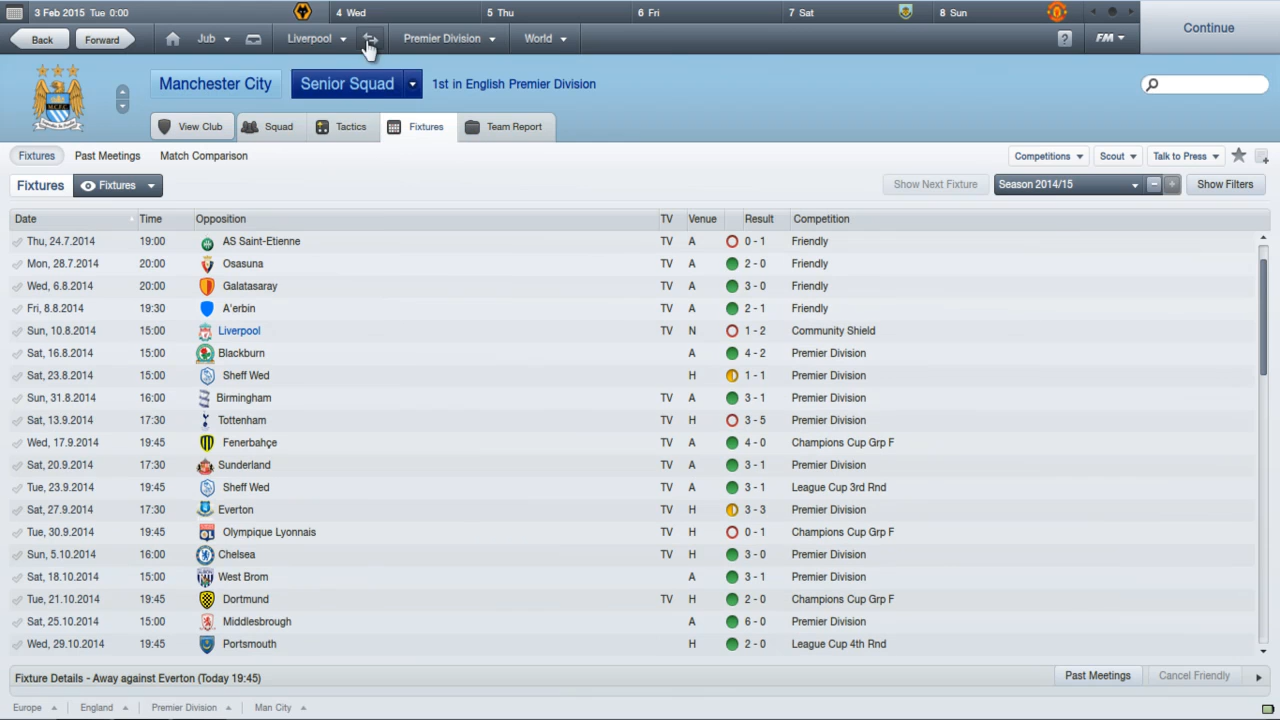 3 Feb 2015 Tue 0:00 4 Wed 5 Thu 6 Fri 7 Sat 8 Sun Continue
Back Forward Job Liverpool Premier Division World ? FM
Manchester City Senior Squad 1st in English Premier Division
View Club Squad Tactics Fixtures Team Report
Fixtures Past Meetings Match Comparison Competitions Scout Talk to Press
Fixtures Fixtures Show Next Fixture Season 2014/15 Show Filters
Date Time Opposition TV Venue Result Competition
Thu, 24.7.2014 19:00 AS Saint-Etienne TV A 0 - 1 Friendly
Mon, 28.7.2014 20:00 Osasuna TV A 2 - 0 Friendly
Wed, 6.8.2014 20:00 Galatasaray TV A 3 - 0 Friendly
Fri, 8.8.2014 19:30 A'erbin TV A 2 - 1 Friendly
Sun, 10.8.2014 15:00 Liverpool TV N 1 - 2 Community Shield
Sat, 16.8.2014 15:00 Blackburn A 4 - 2 Premier Division
Sat, 23.8.2014 15:00 Sheff Wed H 1 - 1 Premier Division
Sun, 31.8.2014 16:00 Birmingham TV A 3 - 1 Premier Division
Sat, 13.9.2014 17:30 Tottenham TV H 3 - 5 Premier Division
Wed, 17.9.2014 19:45 Fenerbahçe TV A 4 - 0 Champions Cup Grp F
Sat, 20.9.2014 17:30 Sunderland TV A 3 - 1 Premier Division
Tue, 23.9.2014 19:45 Sheff Wed TV A 3 - 1 League Cup 3rd Rnd
Sat, 27.9.2014 17:30 Everton TV H 3 - 3 Premier Division
Tue, 30.9.2014 19:45 Olympique Lyonnais TV H 0 - 1 Champions Cup Grp F
Sun, 5.10.2014 16:00 Chelsea TV H 3 - 0 Premier Division
Sat, 18.10.2014 15:00 West Brom A 3 - 1 Premier Division
Tue, 21.10.2014 19:45 Dortmund TV H 2 - 0 Champions Cup Grp F
Sat, 25.10.2014 15:00 Middlesbrough A 6 - 0 Premier Division
Wed, 29.10.2014 19:45 Portsmouth H 2 - 0 League Cup 4th Rnd
Fixture Details - Away against Everton (Today 19:45) Past Meetings Cancel Friendly
Europe England Premier Division Man City